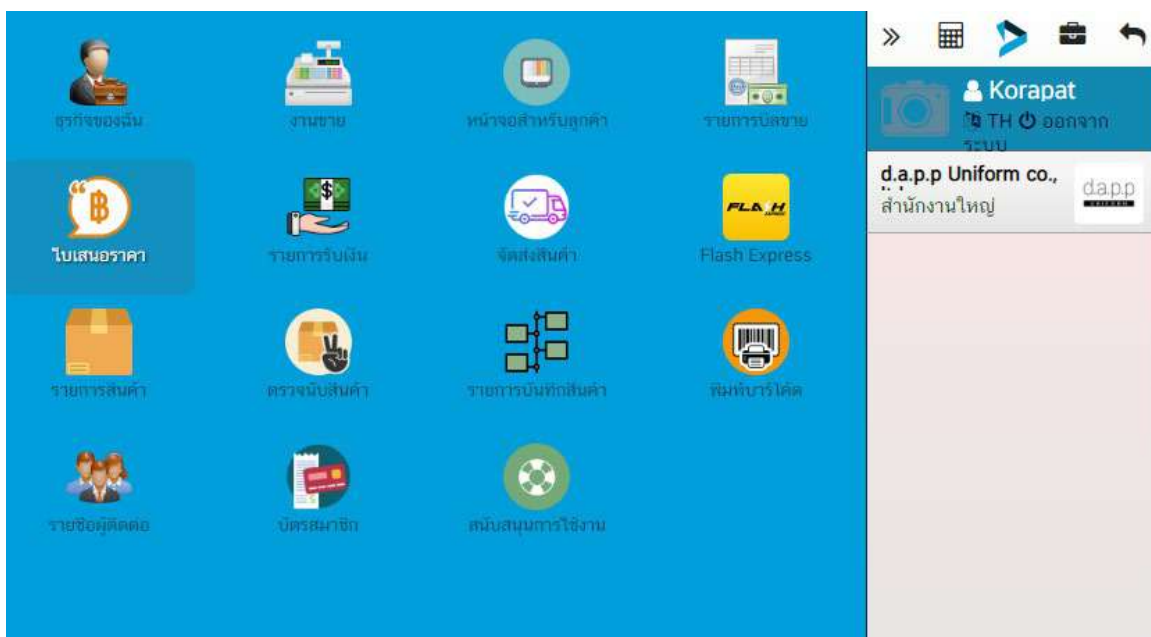 ธุรกิจของฉัน
งานขาย
หน้าจอสำหรับลูกค้า
รายการบิลขาย
ใบเสนอราคา
รายการรับเงิน
จัดส่งสินค้า
FLASH
Flash Express
รายการสินค้า
ตรวจนับสินค้า
รายการบันทึกสินค้า
พิมพ์บาร์โค้ด
รายชื่อผู้ติดต่อ
บัตรสมาชิก
สนับสนุนการใช้งาน
Korapat
TH ออกจาก
ระบบ
d.a.p.p Uniform co.,
สำนักงานใหญ่
d.a.p.p
UNIFORM